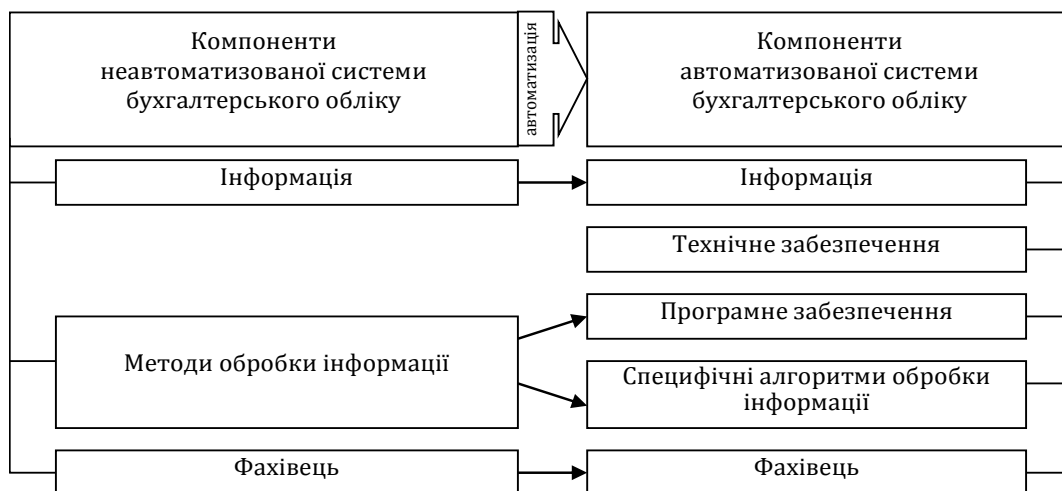 Компоненти
неавтоматизованої системи
бухгалтерського обліку
автоматизація
Компоненти
автоматизованої системи
бухгалтерського обліку
Інформація
Інформація
Технічне забезпечення
Методи обробки інформації
Програмне забезпечення
Специфічні алгоритми обробки
інформації
Фахівець
Фахівець